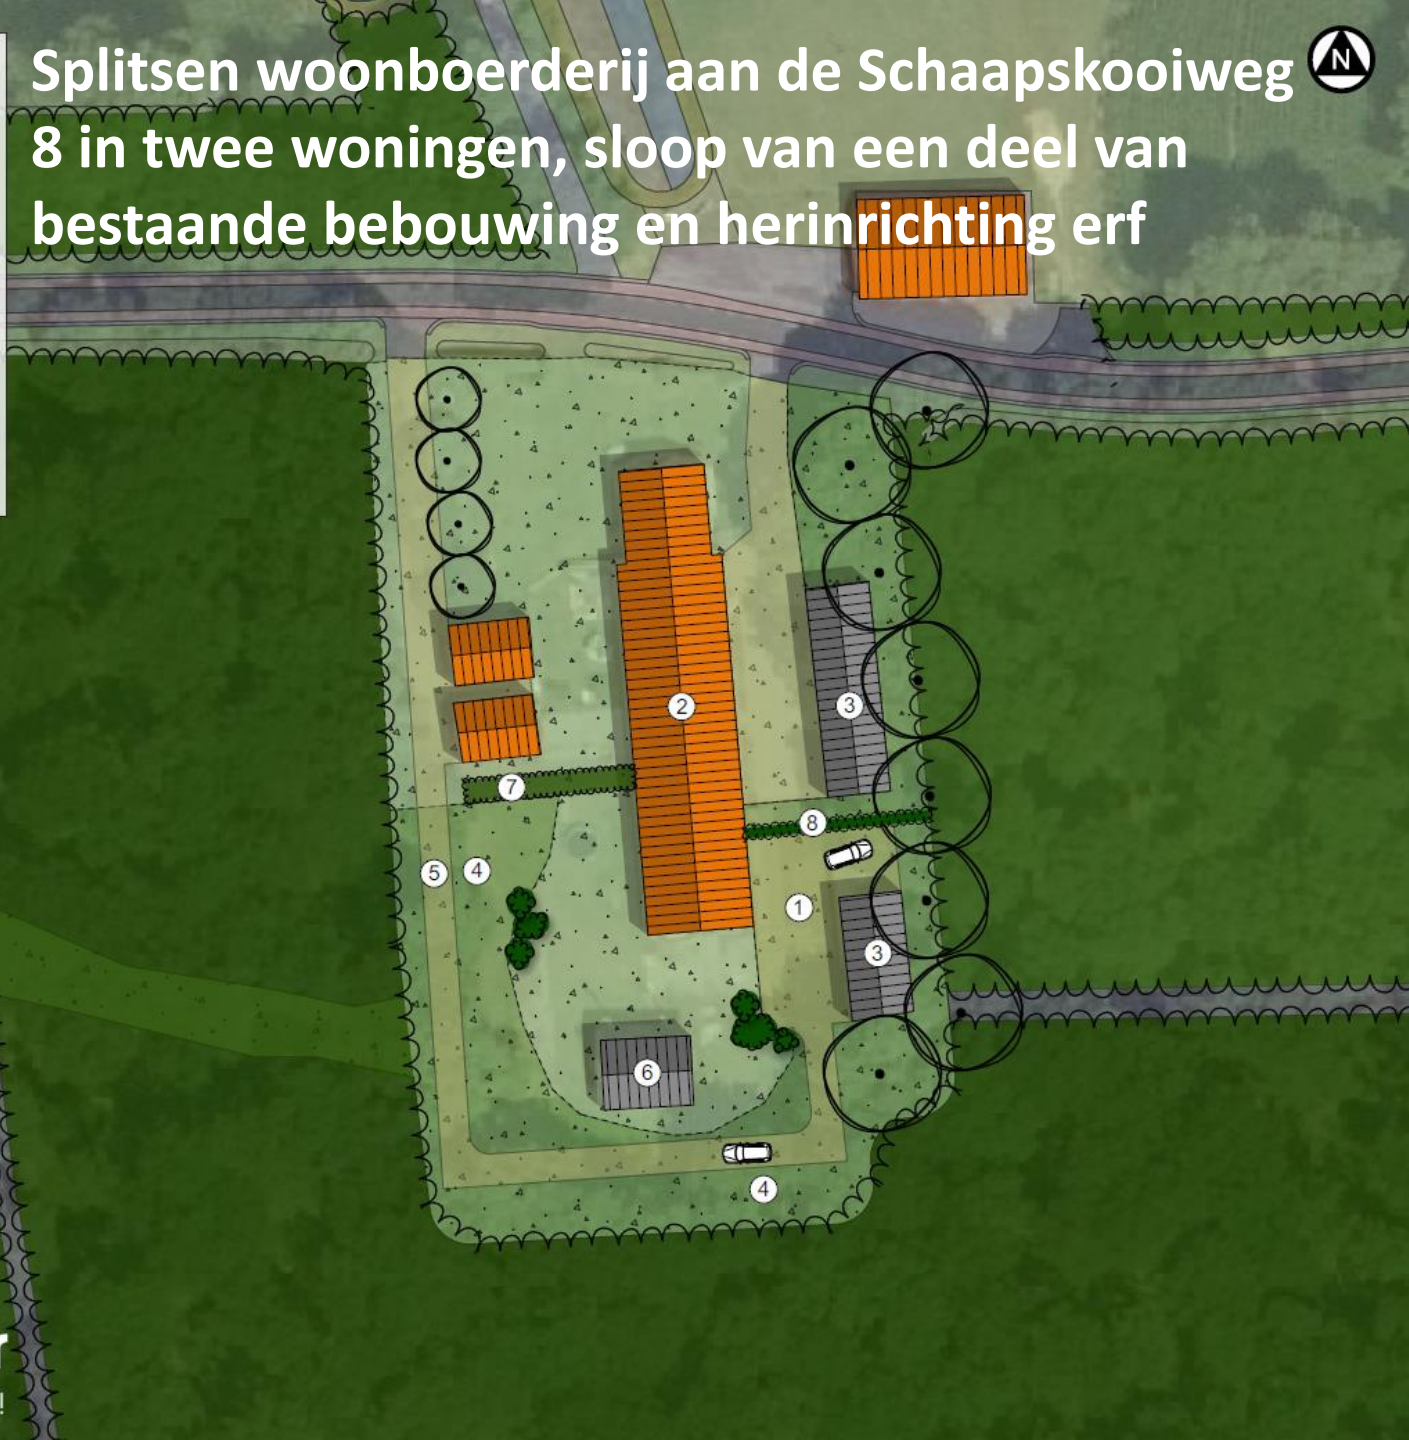 Splitsen woonboerderij aan de Schaapskooiweg
8 in twee woningen, sloop van een deel van
bestaande bebouwing en herinrichting erf
N
2
3
7
8
5
4
1
3
6
4